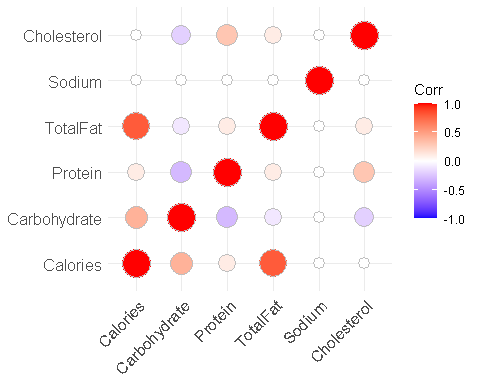 Cholesterol
Sodium
TotalFat
Protein
Carbohydrate
Calories
Calories
Carbohydrate
Protein
TotalFat
Sodium
Cholesterol
Corr
1.0
0.5
0.0
-0.5
-1.0